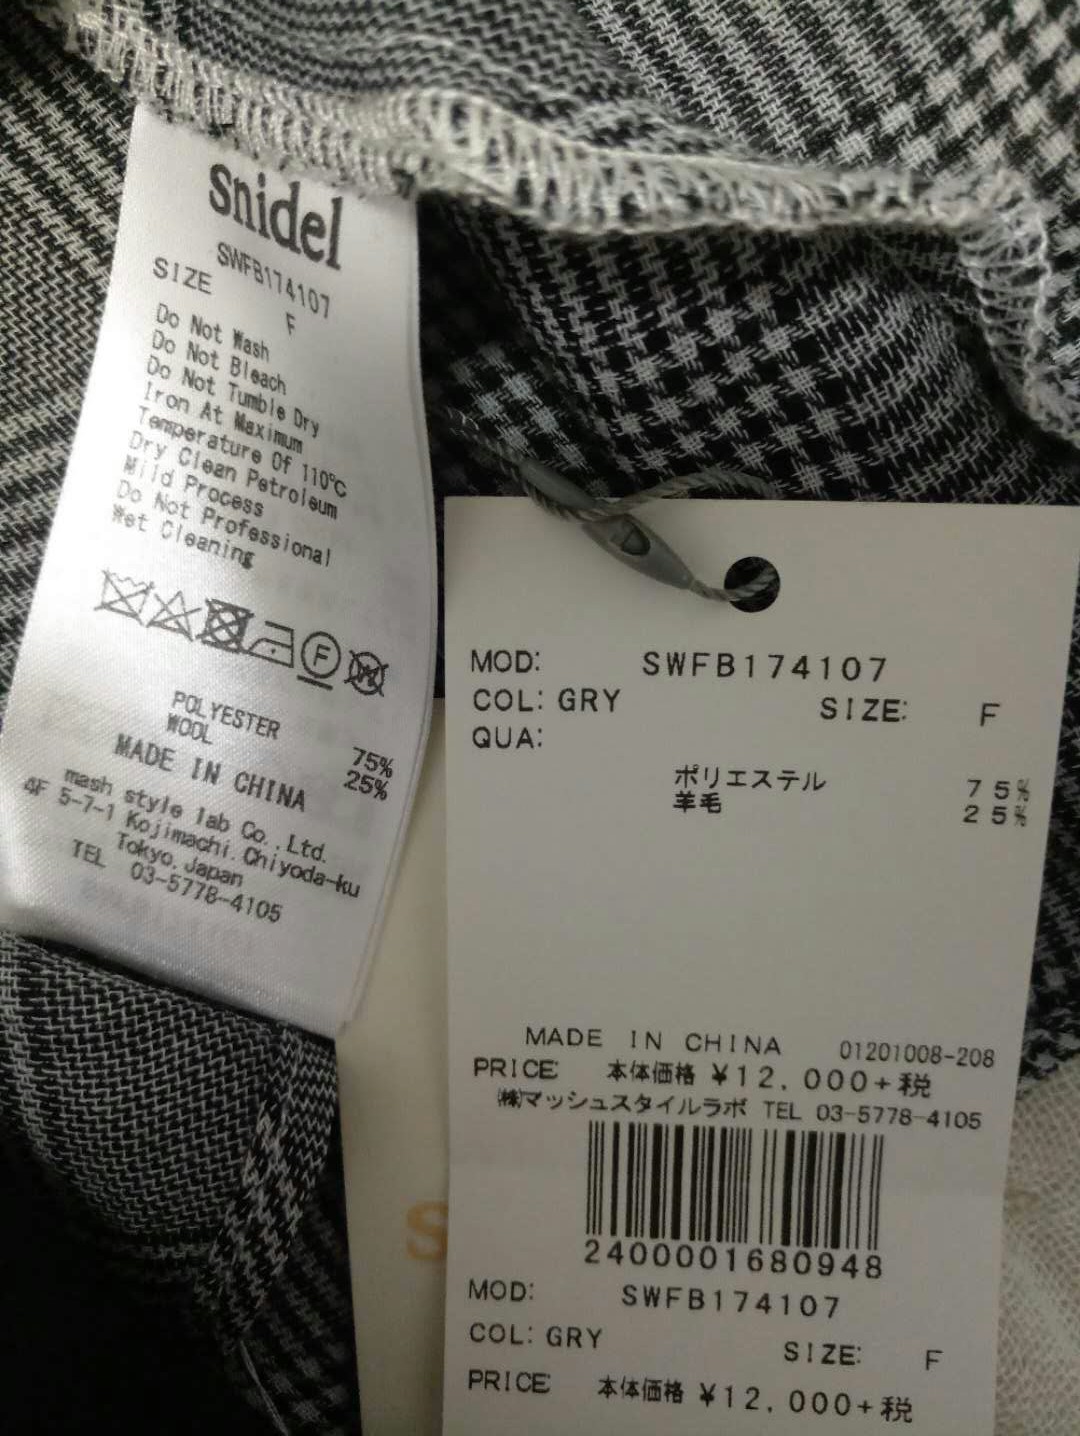 snidel
SWFB174107
SIZE F
Do Not Wash
Do Not Bleach
Do Not Tumble Dry
Iron At Maximum
Temperature Of 110℃
Dry Clean Petroleum
Mild Process
Do Not Professional
Wet Cleaning
F
W
POLYESTER 75%
WOOL 25%
MADE IN CHINA
mash style lab Co.,Ltd.
4F 5-7-1 Kojimachi.Chiyoda-ku
Tokyo,Japan
TEL 03-5778-4105
MOD: SWFB174107
COL: GRY SIZE: F
QUA:
ポリエステル 75%
羊毛 25%
MADE IN CHINA 01201008-208
PRICE 本体価格 ¥12,000+税
㈱マッシュスタイルラボ TEL 03-5778-4105
2400001680948
MOD: SWFB174107
COL: GRY SIZE: F
PRICE 本体価格 ¥12,000+税
S